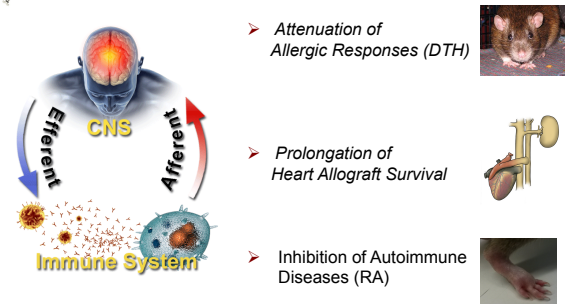 Attenuation of
Allergic Responses (DTH)
CNS
Efferent
Afferent
Prolongation of
Heart Allograft Survival
Immune System
Inhibition of Autoimmune
Diseases (RA)